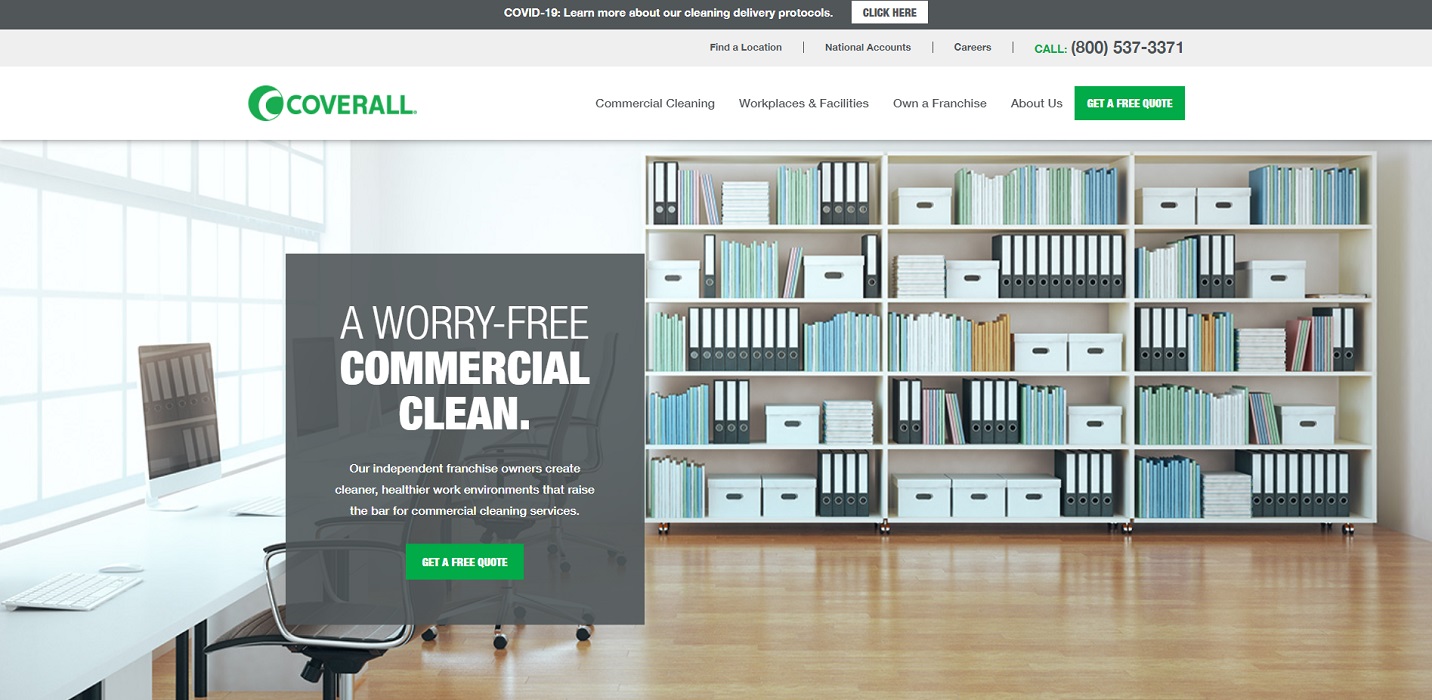 COVID-19: Learn more about our cleaning delivery protocols. CLICK HERE
Find a Location | National Accounts | Careers | CALL: (800) 537-3371
COVERALL
Commercial Cleaning Workplaces & Facilities Own a Franchise About Us GET A FREE QUOTE
A WORRY-FREE
COMMERCIAL
CLEAN.
Our independent franchise owners create
cleaner, healthier work environments that raise
the bar for commercial cleaning services.
GET A FREE QUOTE